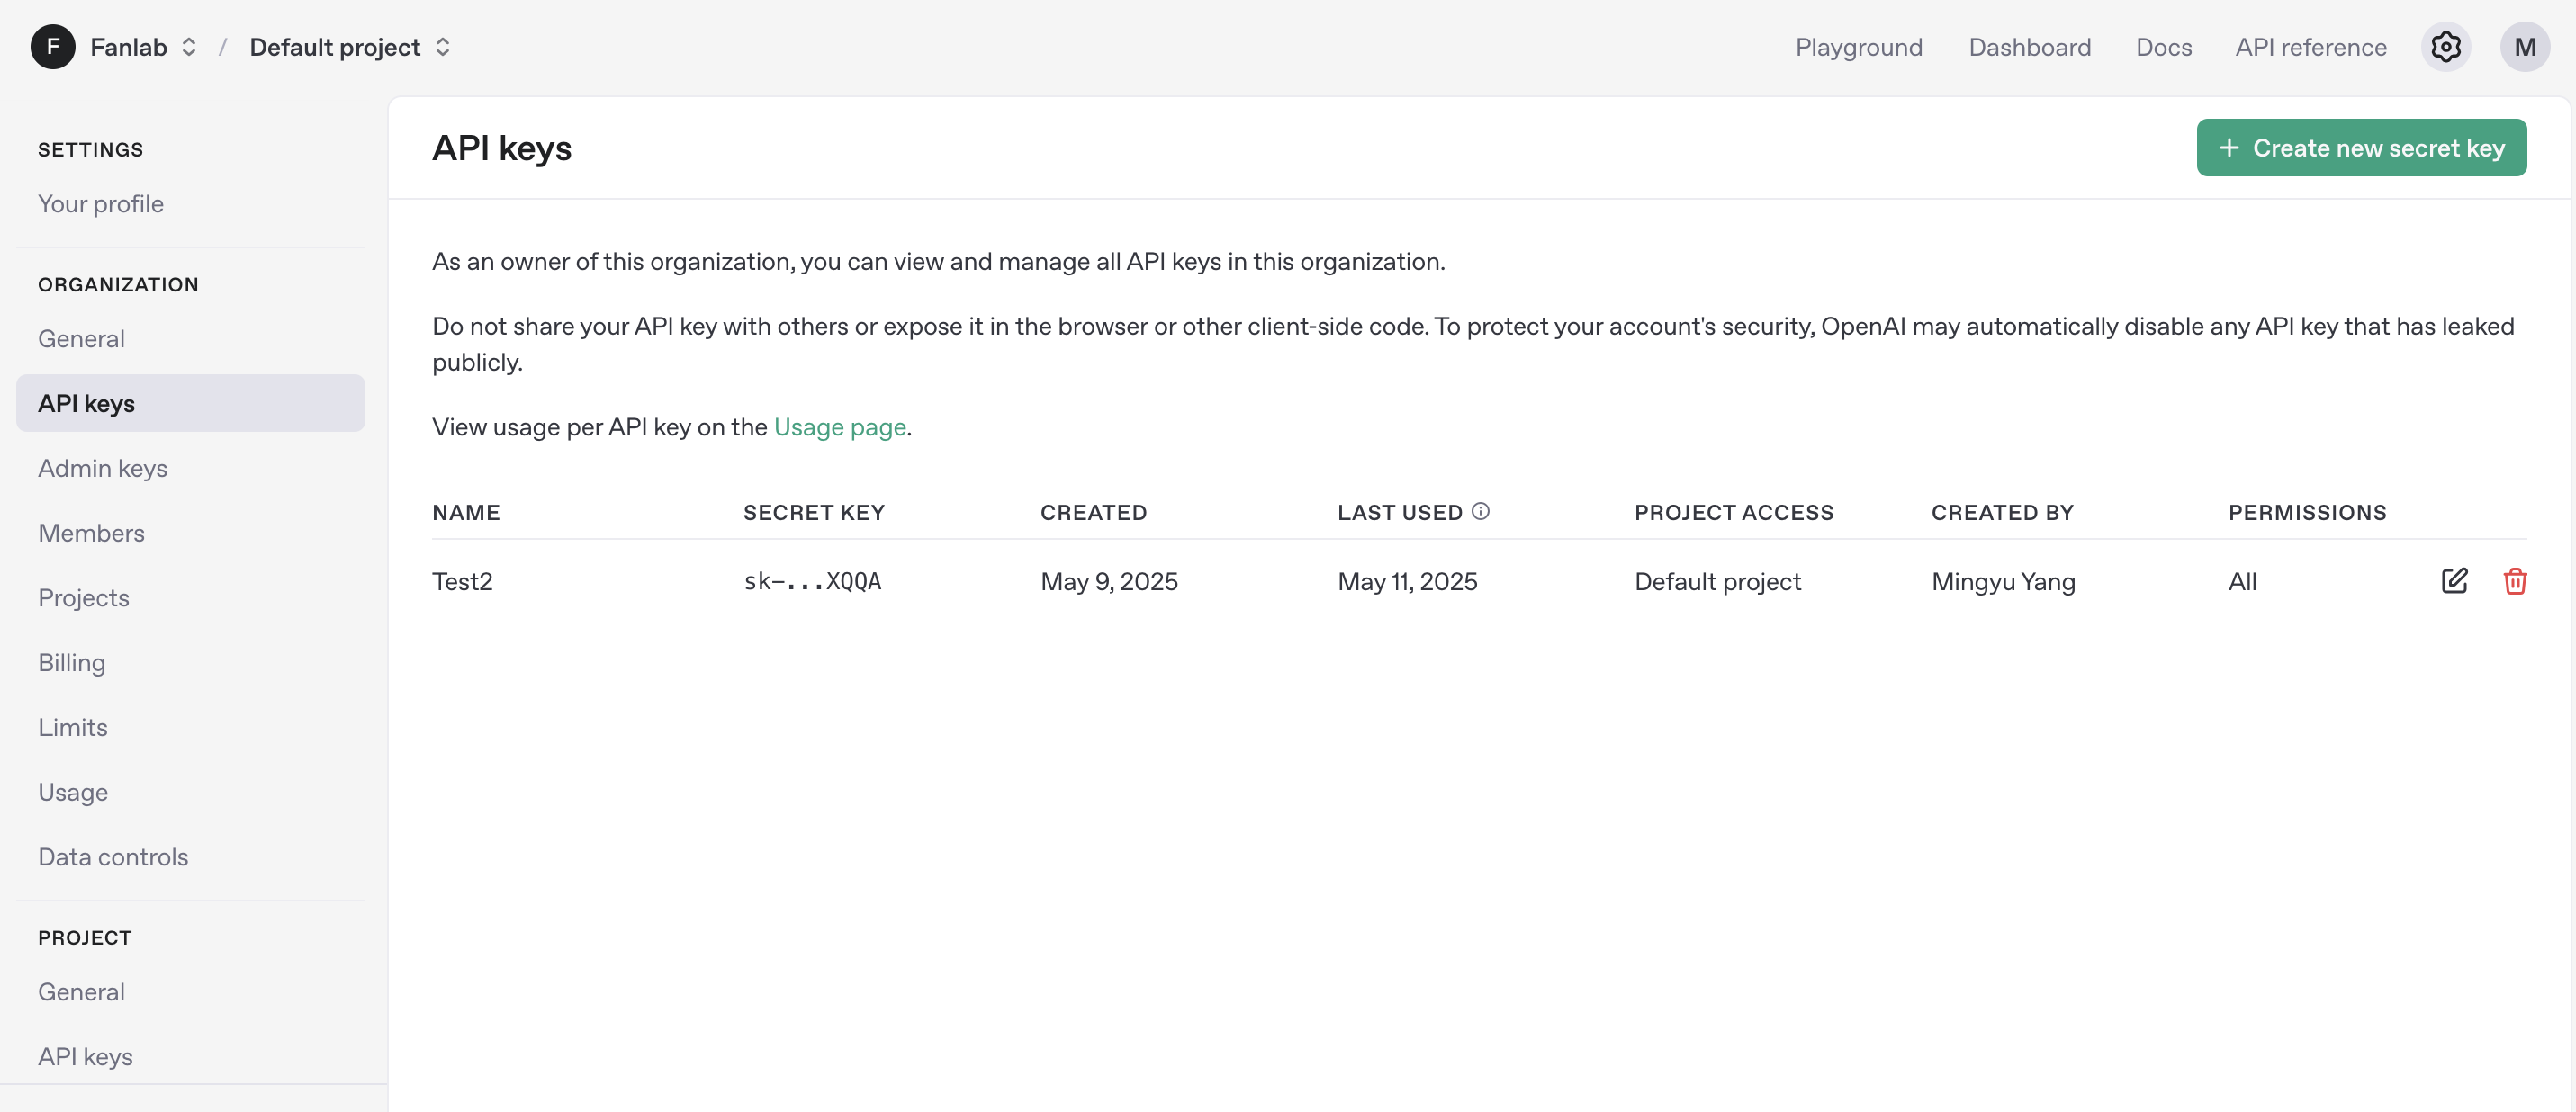 F Fanlab / Default project
Playground Dashboard Docs API reference M
SETTINGS
Your profile
ORGANIZATION
General
API keys
Admin keys
Members
Projects
Billing
Limits
Usage
Data controls
PROJECT
General
API keys
API keys
+ Create new secret key
As an owner of this organization, you can view and manage all API keys in this organization.
Do not share your API key with others or expose it in the browser or other client-side code. To protect your account's security, OpenAI may automatically disable any API key that has leaked
publicly.
View usage per API key on the Usage page.
NAME SECRET KEY CREATED LAST USED PROJECT ACCESS CREATED BY PERMISSIONS
Test2 sk-...XQQA May 9, 2025 May 11, 2025 Default project Mingyu Yang All